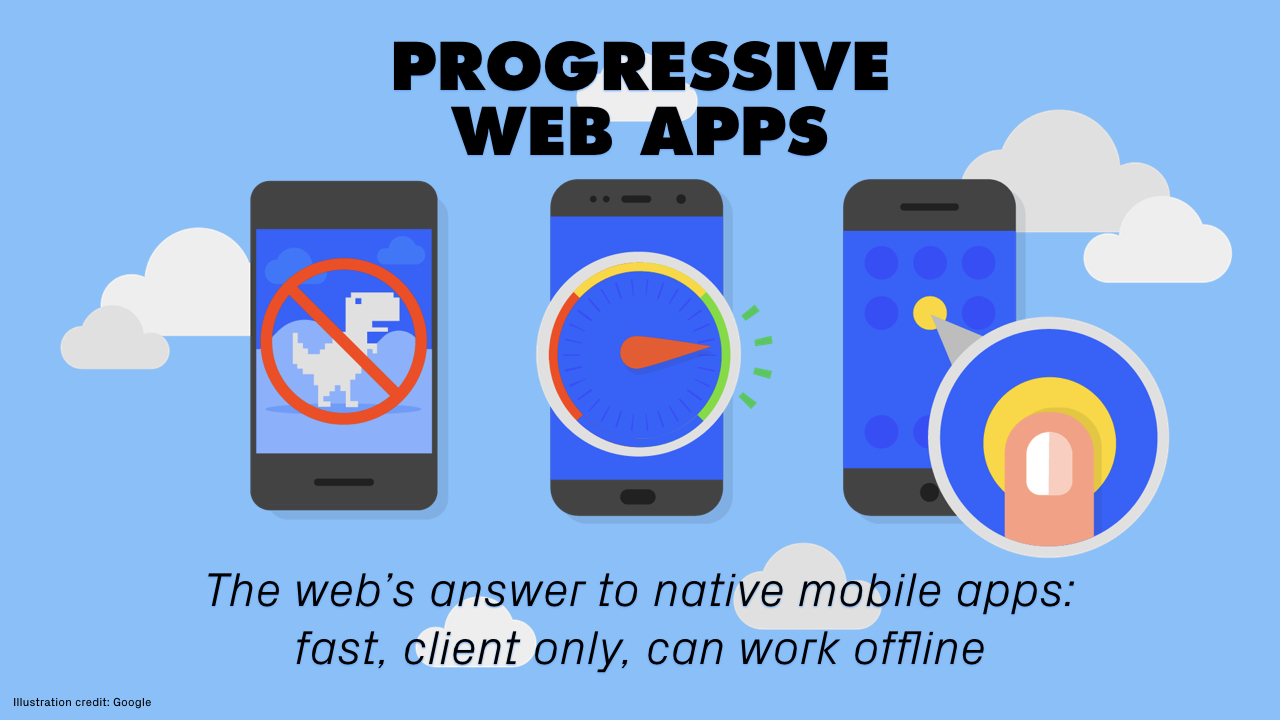 PROGRESSIVE
WEB APPS
The web’s answer to native mobile apps:
fast, client only, can work offline
Illustration credit: Google